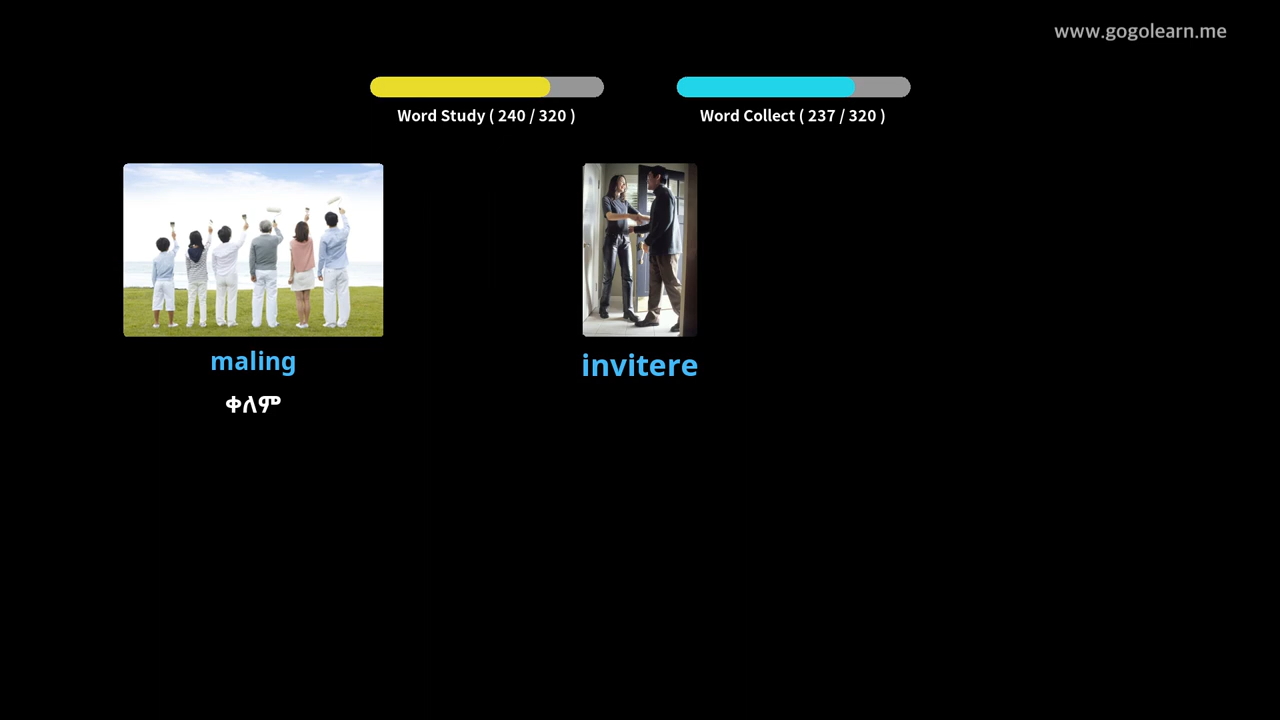 www.gogolearn.me
Word Study ( 240 / 320 )
Word Collect ( 237 / 320 )
maling
invitere
ቀለም